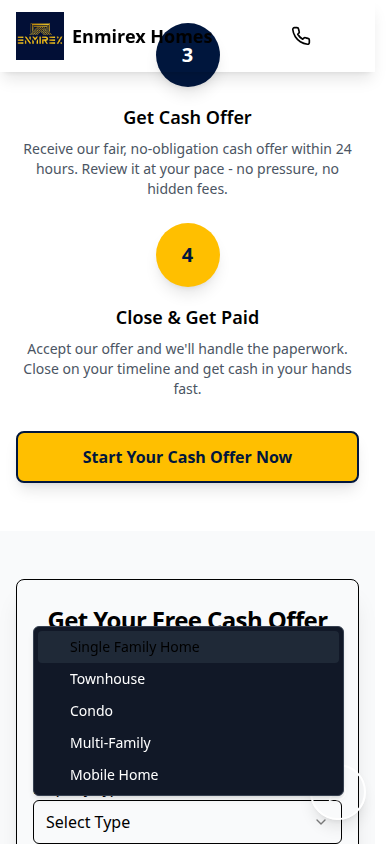 ENMIREX
Enmirex Homes
3
Get Cash Offer
Receive our fair, no-obligation cash offer within 24
hours. Review it at your pace - no pressure, no
hidden fees.
4
Close & Get Paid
Accept our offer and we'll handle the paperwork.
Close on your timeline and get cash in your hands
fast.
Start Your Cash Offer Now
Get Your Free Cash Offer
Single Family Home
Townhouse
Condo
Multi-Family
Mobile Home
Select Type